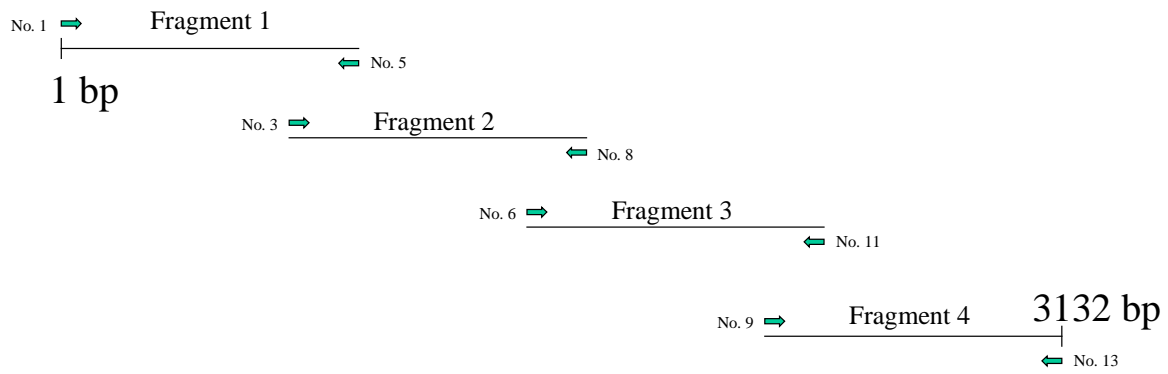 No. 1
Fragment 1
No. 5
1 bp
No. 3
Fragment 2
No. 8
No. 6
Fragment 3
No. 11
3132 bp
No. 9
Fragment 4
No. 13